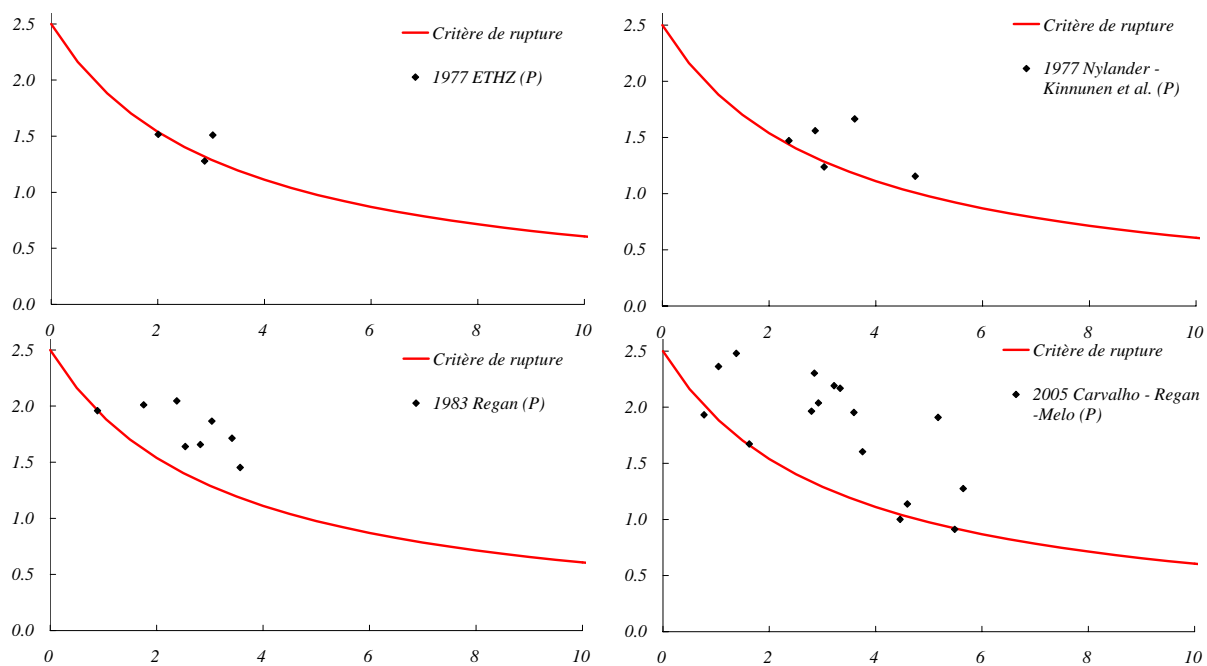 2.5
2.0
1.5
1.0
0.5
0.0
0 2 4 6 8 10
Critère de rupture
1977 ETHZ (P)
2.5
2.0
1.5
1.0
0.5
0.0
0 2 4 6 8 10
Critère de rupture
1977 Nylander -
Kinnunen et al. (P)
2.5
2.0
1.5
1.0
0.5
0.0
0 2 4 6 8 10
Critère de rupture
1983 Regan (P)
2.5
2.0
1.5
1.0
0.5
0.0
0 2 4 6 8 10
Critère de rupture
2005 Carvalho - Regan
-Melo (P)